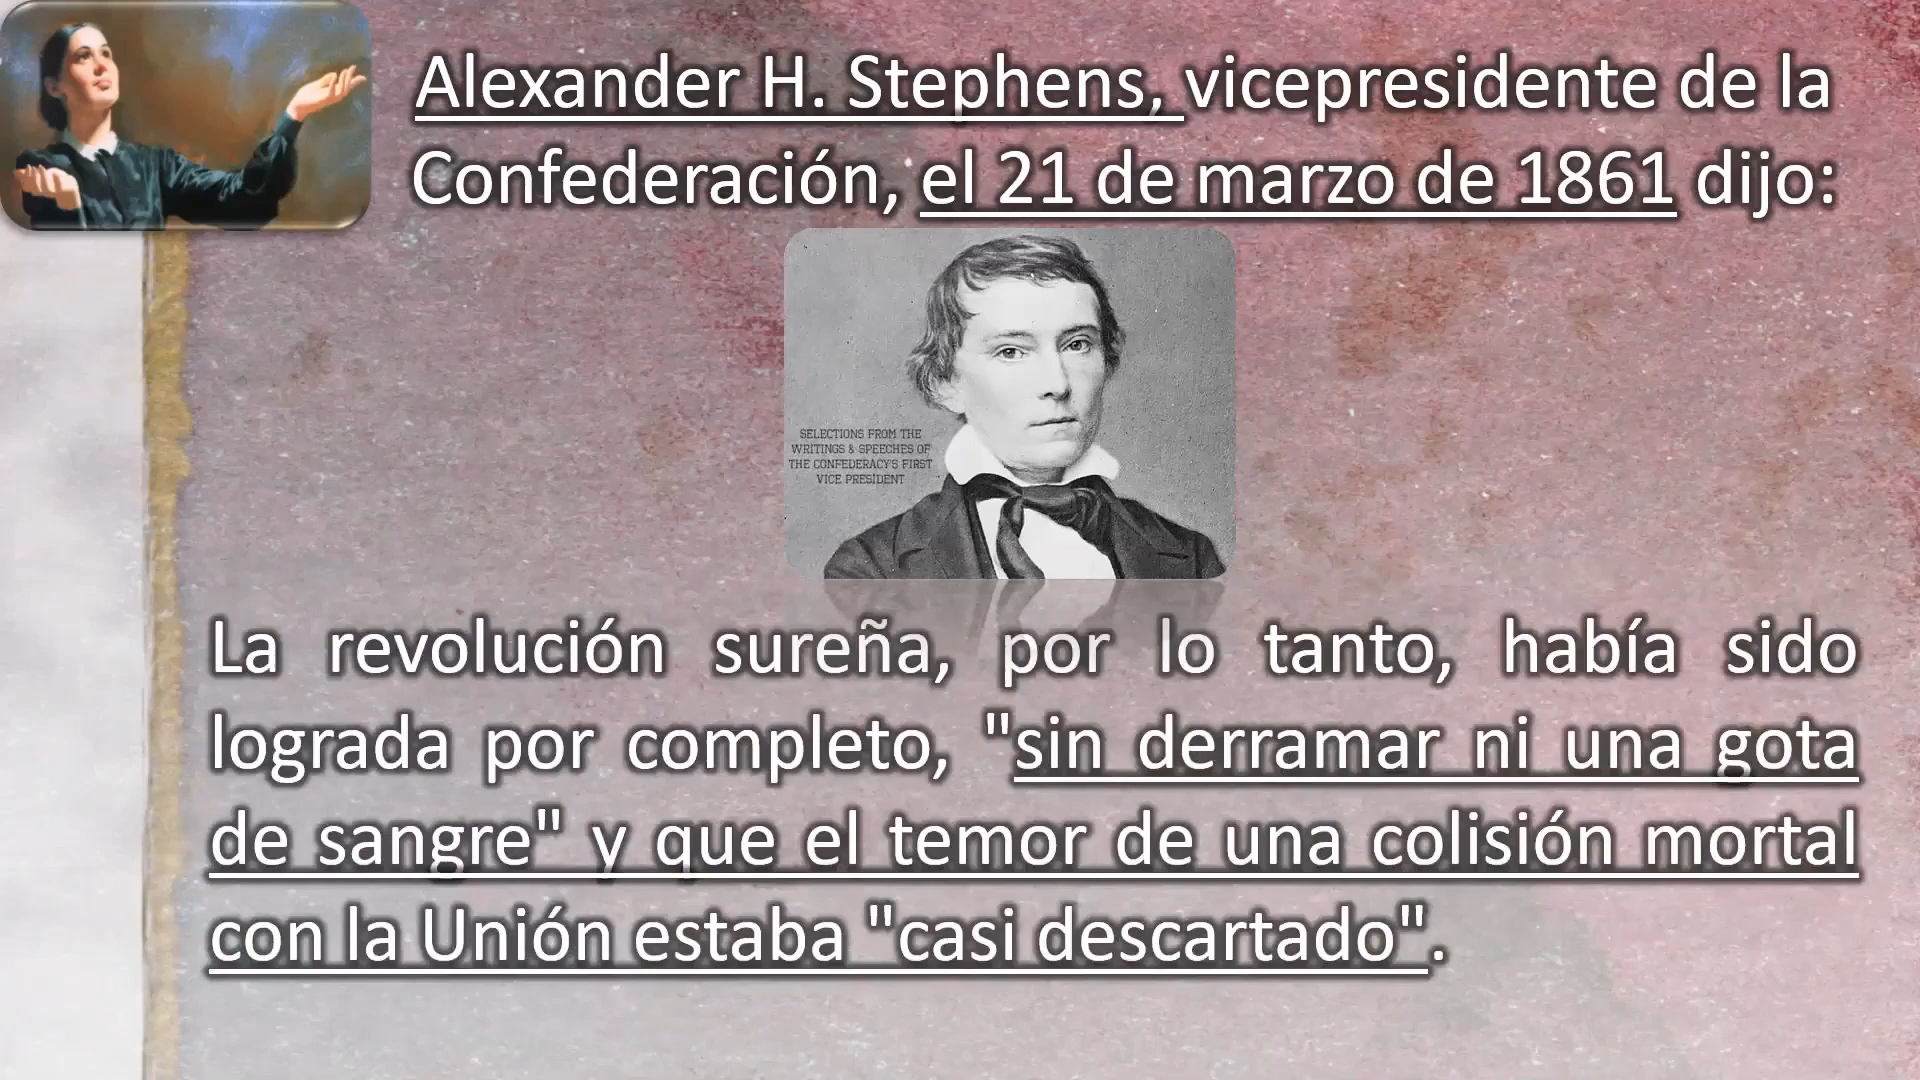 Alexander H. Stephens, vicepresidente de la
Confederación, el 21 de marzo de 1861 dijo:
SELECTIONS FROM THE
WRITINGS & SPEECHES OF
THE CONFEDERACY'S FIRST
VICE PRESIDENT
La revolución sureña, por lo tanto, había sido
lograda por completo, "sin derramar ni una gota
de sangre" y que el temor de una colisión mortal
con la Unión estaba "casi descartado".